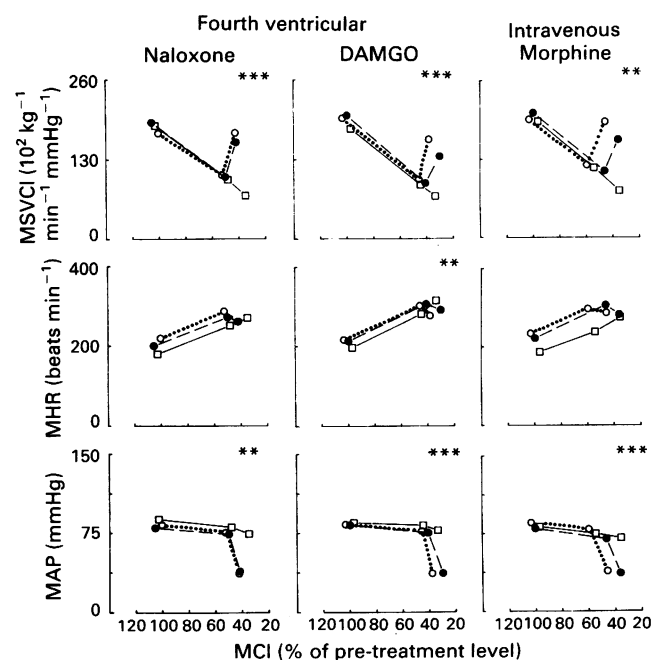 Fourth ventricular
Intravenous
Naloxone DAMGO Morphine
*** *** **
MSVCI (10² kg⁻¹
min⁻¹ mmHg⁻¹)
260
130
0
**
MHR (beats min⁻¹)
400
200
0
** *** ***
MAP (mmHg)
150
75
0
120 100 80 60 40 20 120 100 80 60 40 20 120 100 80 60 40 20
MCI (% of pre-treatment level)